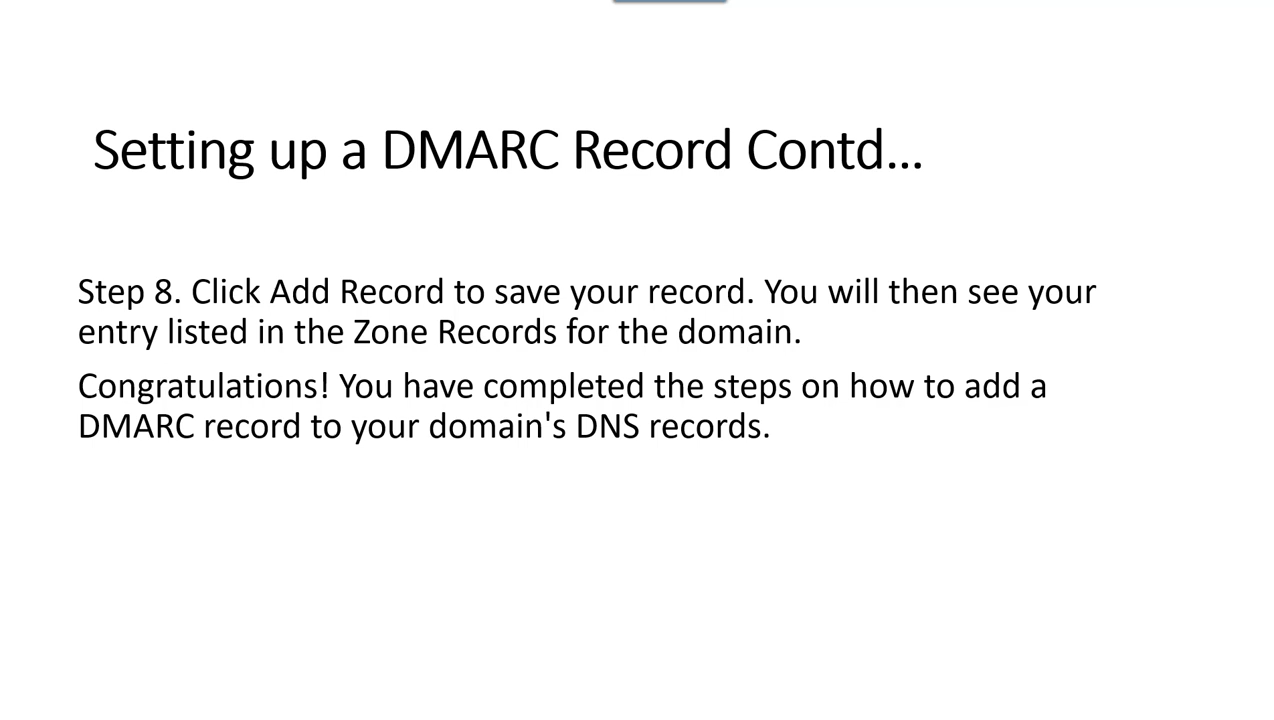 Setting up a DMARC Record Contd...
Step 8. Click Add Record to save your record. You will then see your
entry listed in the Zone Records for the domain.
Congratulations! You have completed the steps on how to add a
DMARC record to your domain's DNS records.